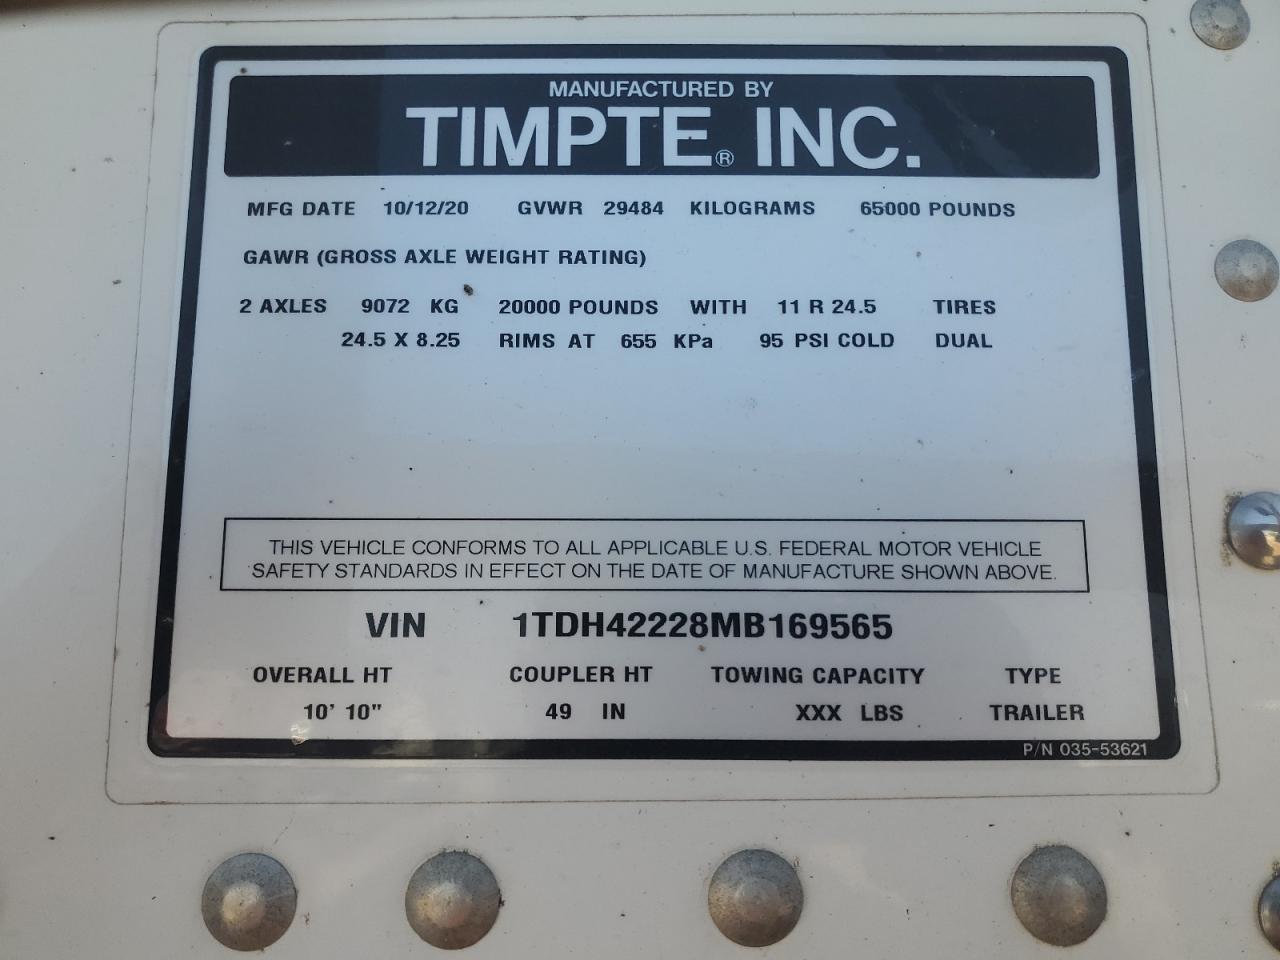 MANUFACTURED BY
TIMPTE® INC.
MFG DATE 10/12/20 GVWR 29484 KILOGRAMS 65000 POUNDS
GAWR (GROSS AXLE WEIGHT RATING)
2 AXLES 9072 KG 20000 POUNDS WITH 11 R 24.5 TIRES
24.5 X 8.25 RIMS AT 655 KPa 95 PSI COLD DUAL
THIS VEHICLE CONFORMS TO ALL APPLICABLE U.S. FEDERAL MOTOR VEHICLE
SAFETY STANDARDS IN EFFECT ON THE DATE OF MANUFACTURE SHOWN ABOVE.
VIN 1TDH42228MB169565
OVERALL HT COUPLER HT TOWING CAPACITY TYPE
10' 10" 49 IN XXX LBS TRAILER
P/N 035-53621